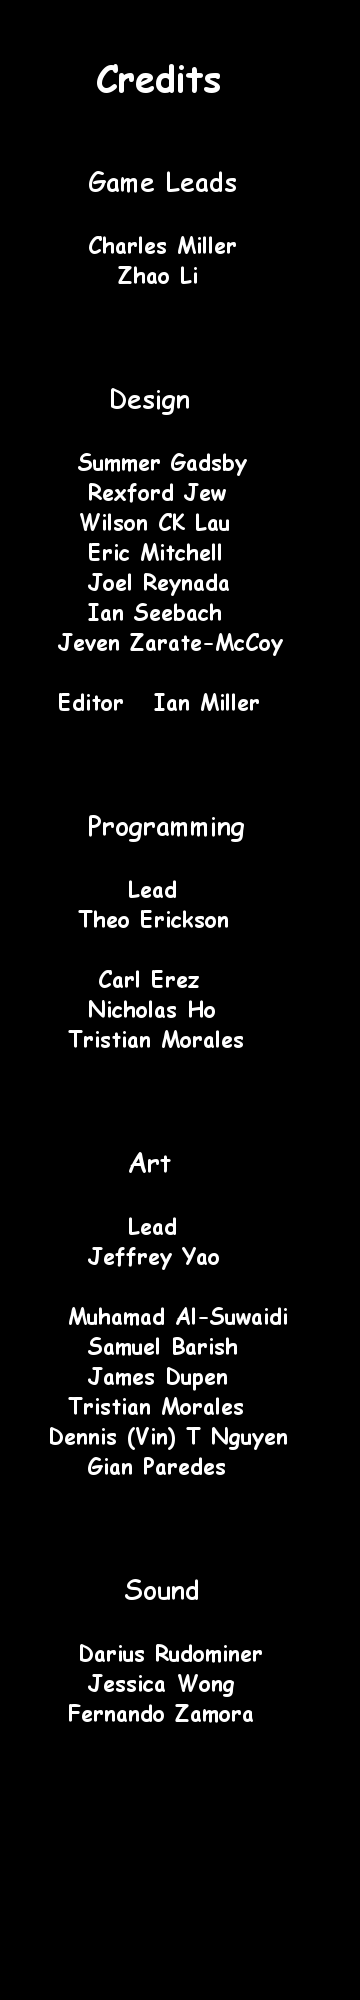 Credits
Game Leads
Charles Miller
Zhao Li
Design
Summer Gadsby
Rexford Jew
Wilson CK Lau
Eric Mitchell
Joel Reynada
Ian Seebach
Jeven Zarate-McCoy
Editor Ian Miller
Programming
Lead
Theo Erickson
Carl Erez
Nicholas Ho
Tristian Morales
Art
Lead
Jeffrey Yao
Muhamad Al-Suwaidi
Samuel Barish
James Dupen
Tristian Morales
Dennis (Vin) T Nguyen
Gian Paredes
Sound
Darius Rudominer
Jessica Wong
Fernando Zamora